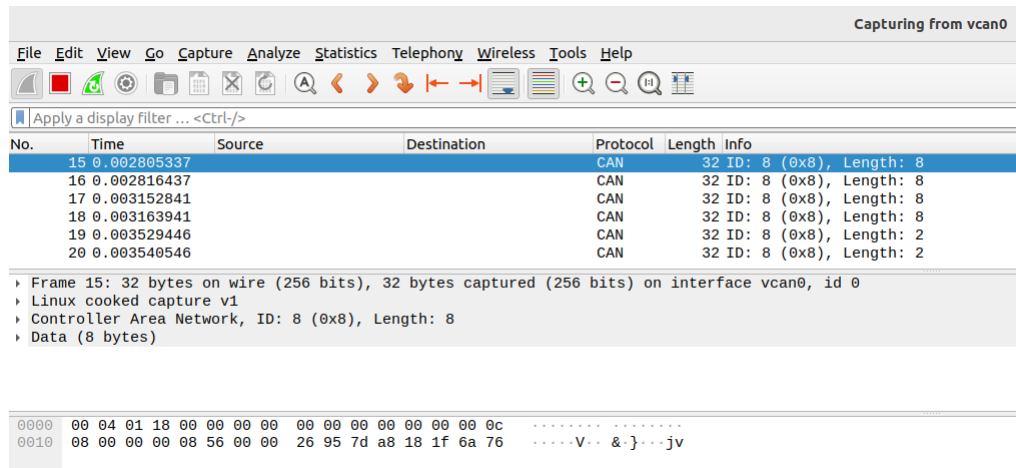 Capturing from vcan0
File Edit View Go Capture Analyze Statistics Telephony Wireless Tools Help
Apply a display filter … <Ctrl-/>
No. Time Source Destination Protocol Length Info
15 0.002805337 CAN 32 ID: 8 (0x8), Length: 8
16 0.002816437 CAN 32 ID: 8 (0x8), Length: 8
17 0.003152841 CAN 32 ID: 8 (0x8), Length: 8
18 0.003163941 CAN 32 ID: 8 (0x8), Length: 8
19 0.003529446 CAN 32 ID: 8 (0x8), Length: 2
20 0.003540546 CAN 32 ID: 8 (0x8), Length: 2
Frame 15: 32 bytes on wire (256 bits), 32 bytes captured (256 bits) on interface vcan0, id 0
Linux cooked capture v1
Controller Area Network, ID: 8 (0x8), Length: 8
Data (8 bytes)
0000 00 04 01 18 00 00 00 00 00 00 00 00 00 00 00 0c ········ ········
0010 08 00 00 00 08 56 00 00 26 95 7d a8 18 1f 6a 76 ·····V·· &·}···jv